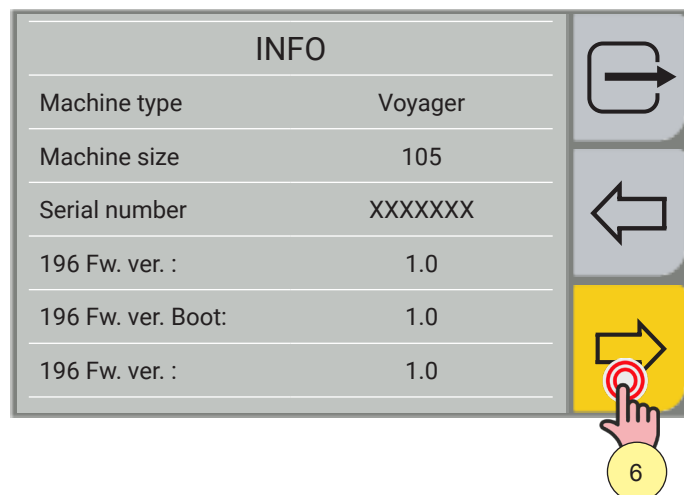 INFO
Machine type Voyager
Machine size 105
Serial number XXXXXXX
196 Fw. ver. : 1.0
196 Fw. ver. Boot: 1.0
196 Fw. ver. : 1.0
6